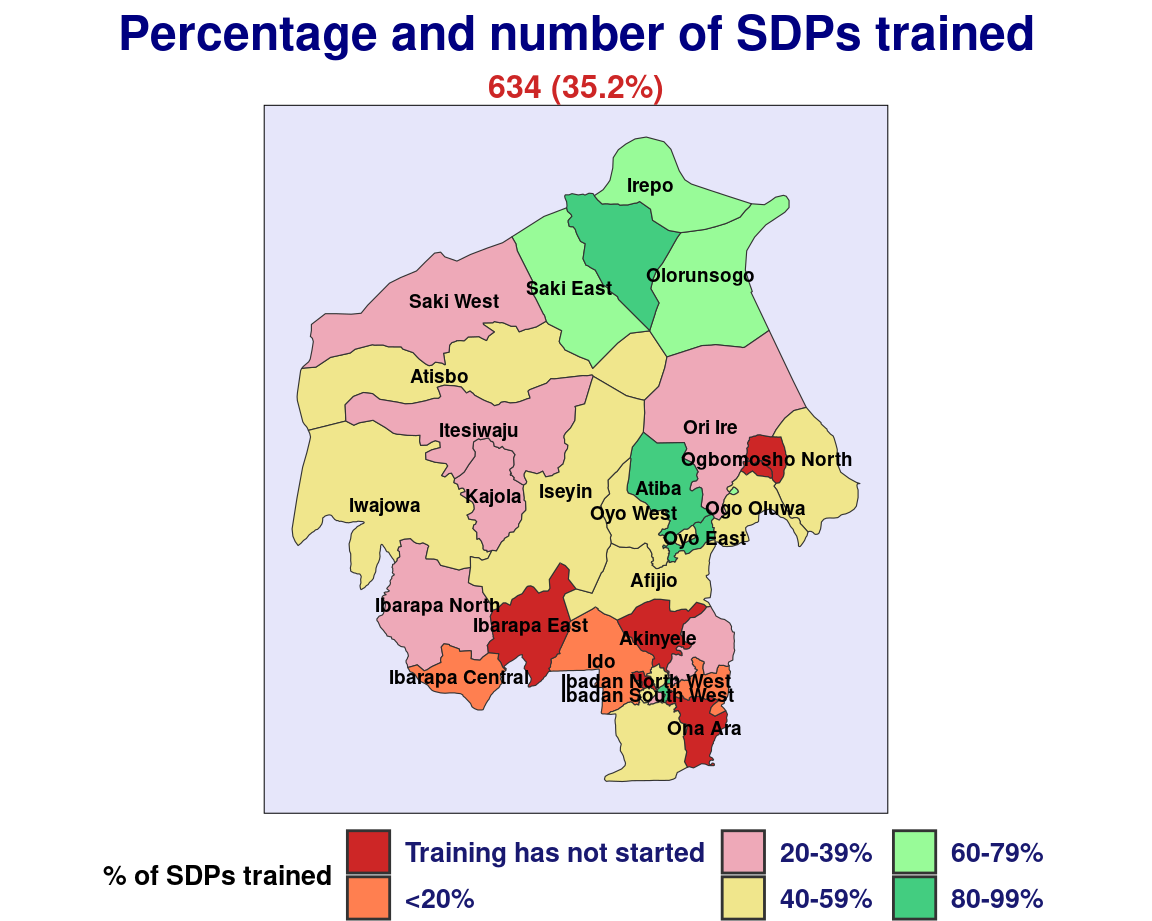 Percentage and number of SDPs trained
634 (35.2%)
Irepo
Olorunsogo
Saki East
Saki West
Atisbo
Ori Ire
Itesiwaju
Ogbomosho North
Atiba
Iseyin
Kajola
Iwajowa
Ogo Oluwa
Oyo West
Oyo East
Afijio
Ibarapa North
Ibarapa East
Akinyele
Ido
Ibarapa Central
Ibadan North West
Ibadan South West
Ona Ara
% of SDPs trained
Training has not started
<20%
20-39%
40-59%
60-79%
80-99%